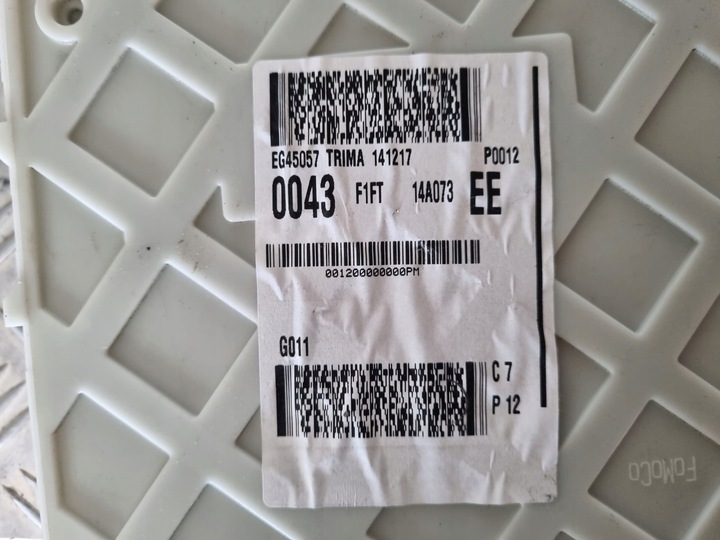 EG45057 TRIMA 141217 P0012
0043 F1FT 14A073 EE
001200000000PM
G011
C 7
P 12
FoMoCo